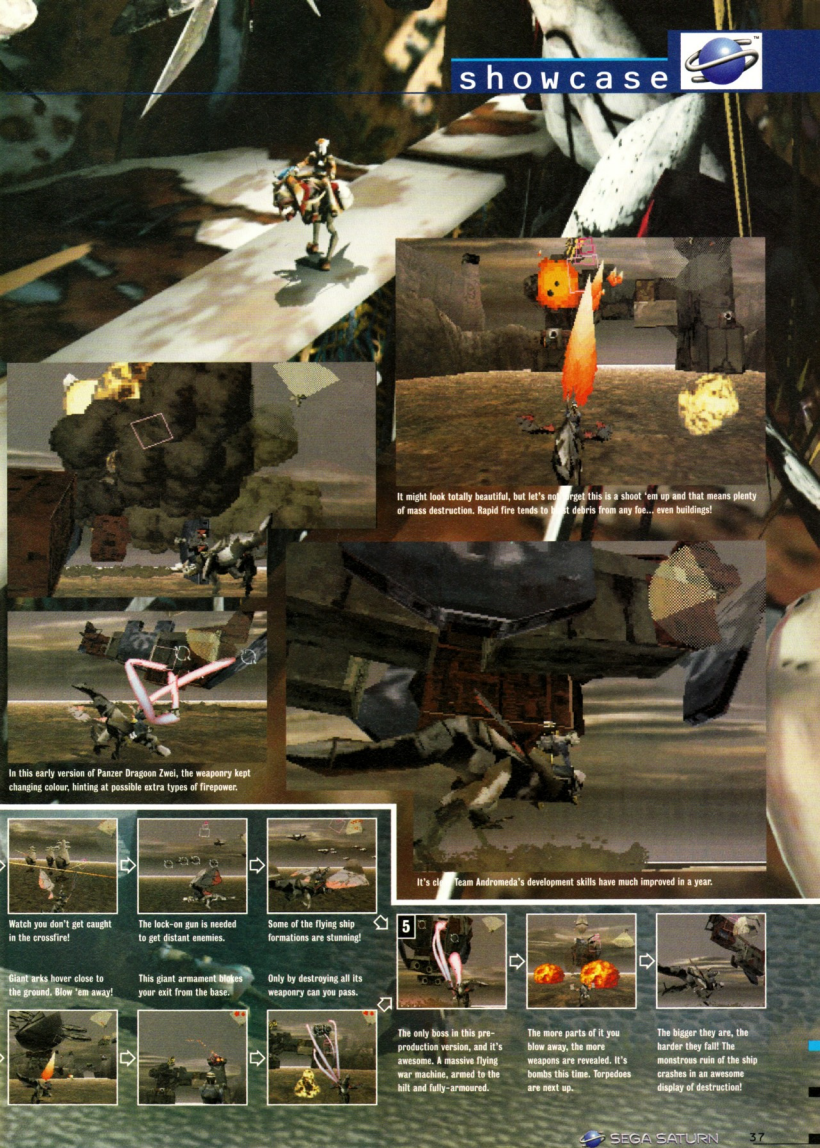 showcase
TM
It might look totally beautiful, but let's not forget this is a shoot 'em up and that means plenty
of mass destruction. Rapid fire tends to burst debris from any foe... even buildings!
In this early version of Panzer Dragoon Zwei, the weaponry kept
changing colour, hinting at possible extra types of firepower.
It's clear Team Andromeda's development skills have much improved in a year.
Watch you don't get caught
in the crossfire!
The lock-on gun is needed
to get distant enemies.
Some of the flying ship
formations are stunning!
Giant arks hover close to
the ground. Blow 'em away!
This giant armament blokes
your exit from the base.
Only by destroying all its
weaponry can you pass.
5
The only boss in this pre-
production version, and it's
awesome. A massive flying
war machine, armed to the
hilt and fully-armoured.
The more parts of it you
blow away, the more
weapons are revealed. It's
bombs this time. Torpedoes
are next up.
The bigger they are, the
harder they fall! The
monstrous ruin of the ship
crashes in an awesome
display of destruction!
SEGA SATURN
37